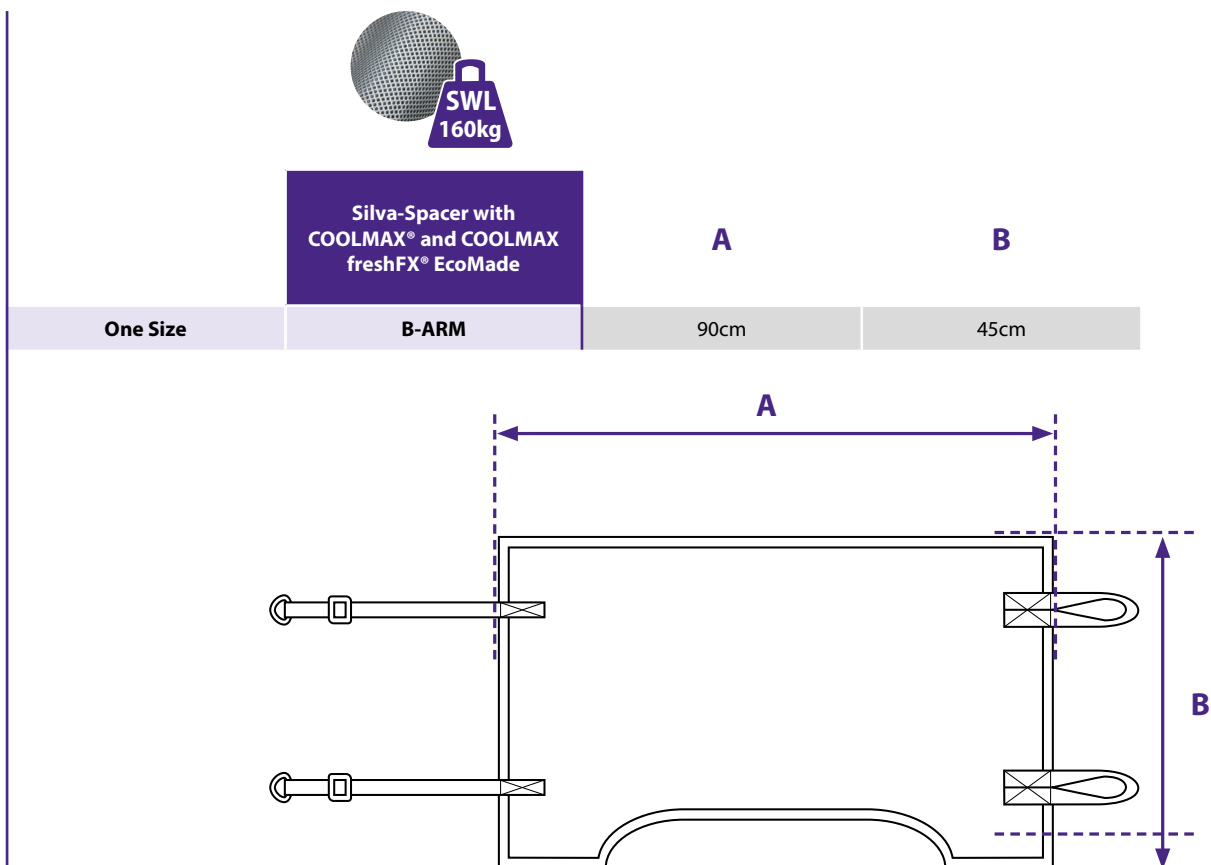 SWL
160kg
Silva-Spacer with
COOLMAX® and COOLMAX
freshFX® EcoMade
A
B
One Size
B-ARM
90cm
45cm
A
B